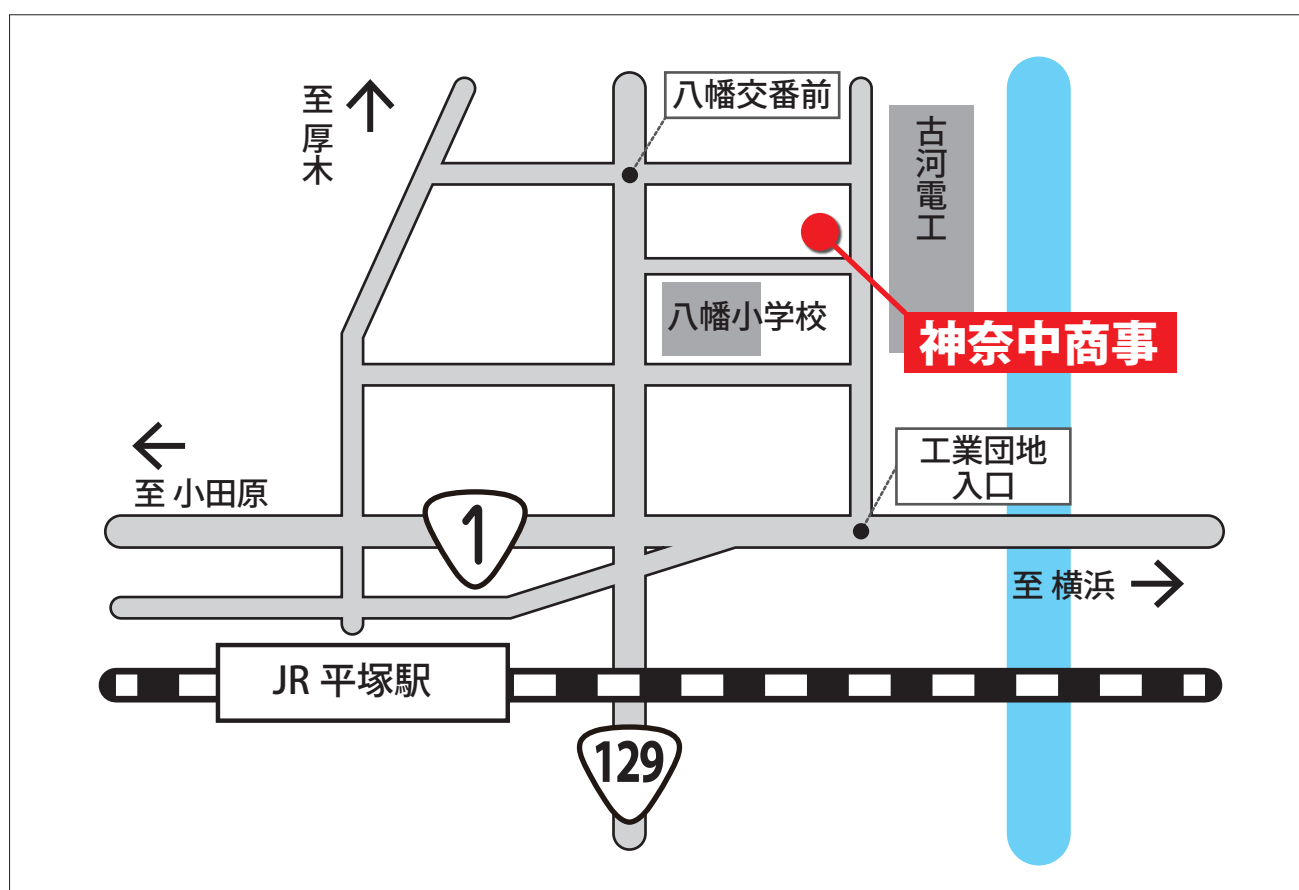 至 厚木
八幡交番前
古河電工
八幡小学校
神奈中商事
工業団地
入口
至 小田原
1
至 横浜
JR 平塚駅
129